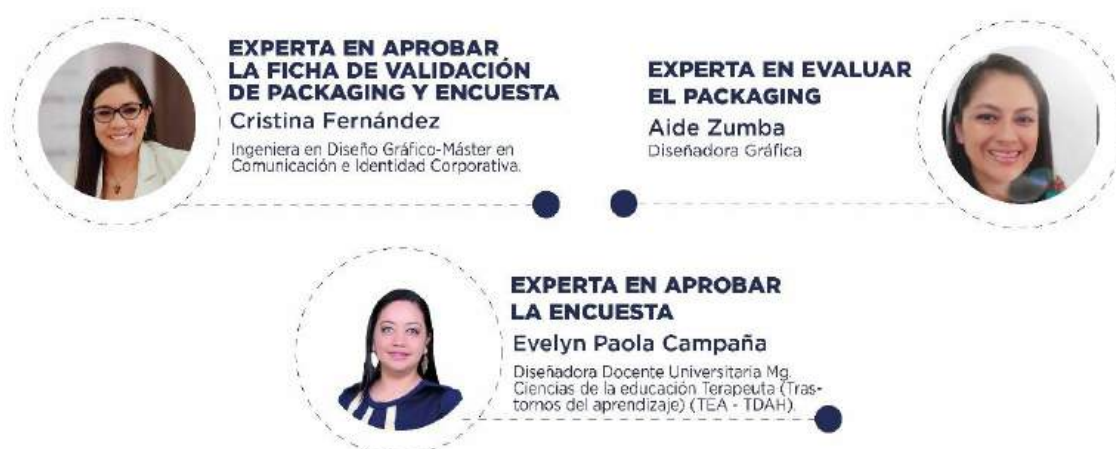 EXPERTA EN APROBAR
LA FICHA DE VALIDACIÓN
DE PACKAGING Y ENCUESTA
Cristina Fernández
Ingeniera en Diseño Gráfico-Máster en
Comunicación e Identidad Corporativa.
EXPERTA EN EVALUAR
EL PACKAGING
Aide Zumba
Diseñadora Gráfica
EXPERTA EN APROBAR
LA ENCUESTA
Evelyn Paola Campaña
Diseñadora Docente Universitaria Mg.
Ciencias de la educación Terapeuta (Tras-
tornos del aprendizaje) (TEA - TDAH).